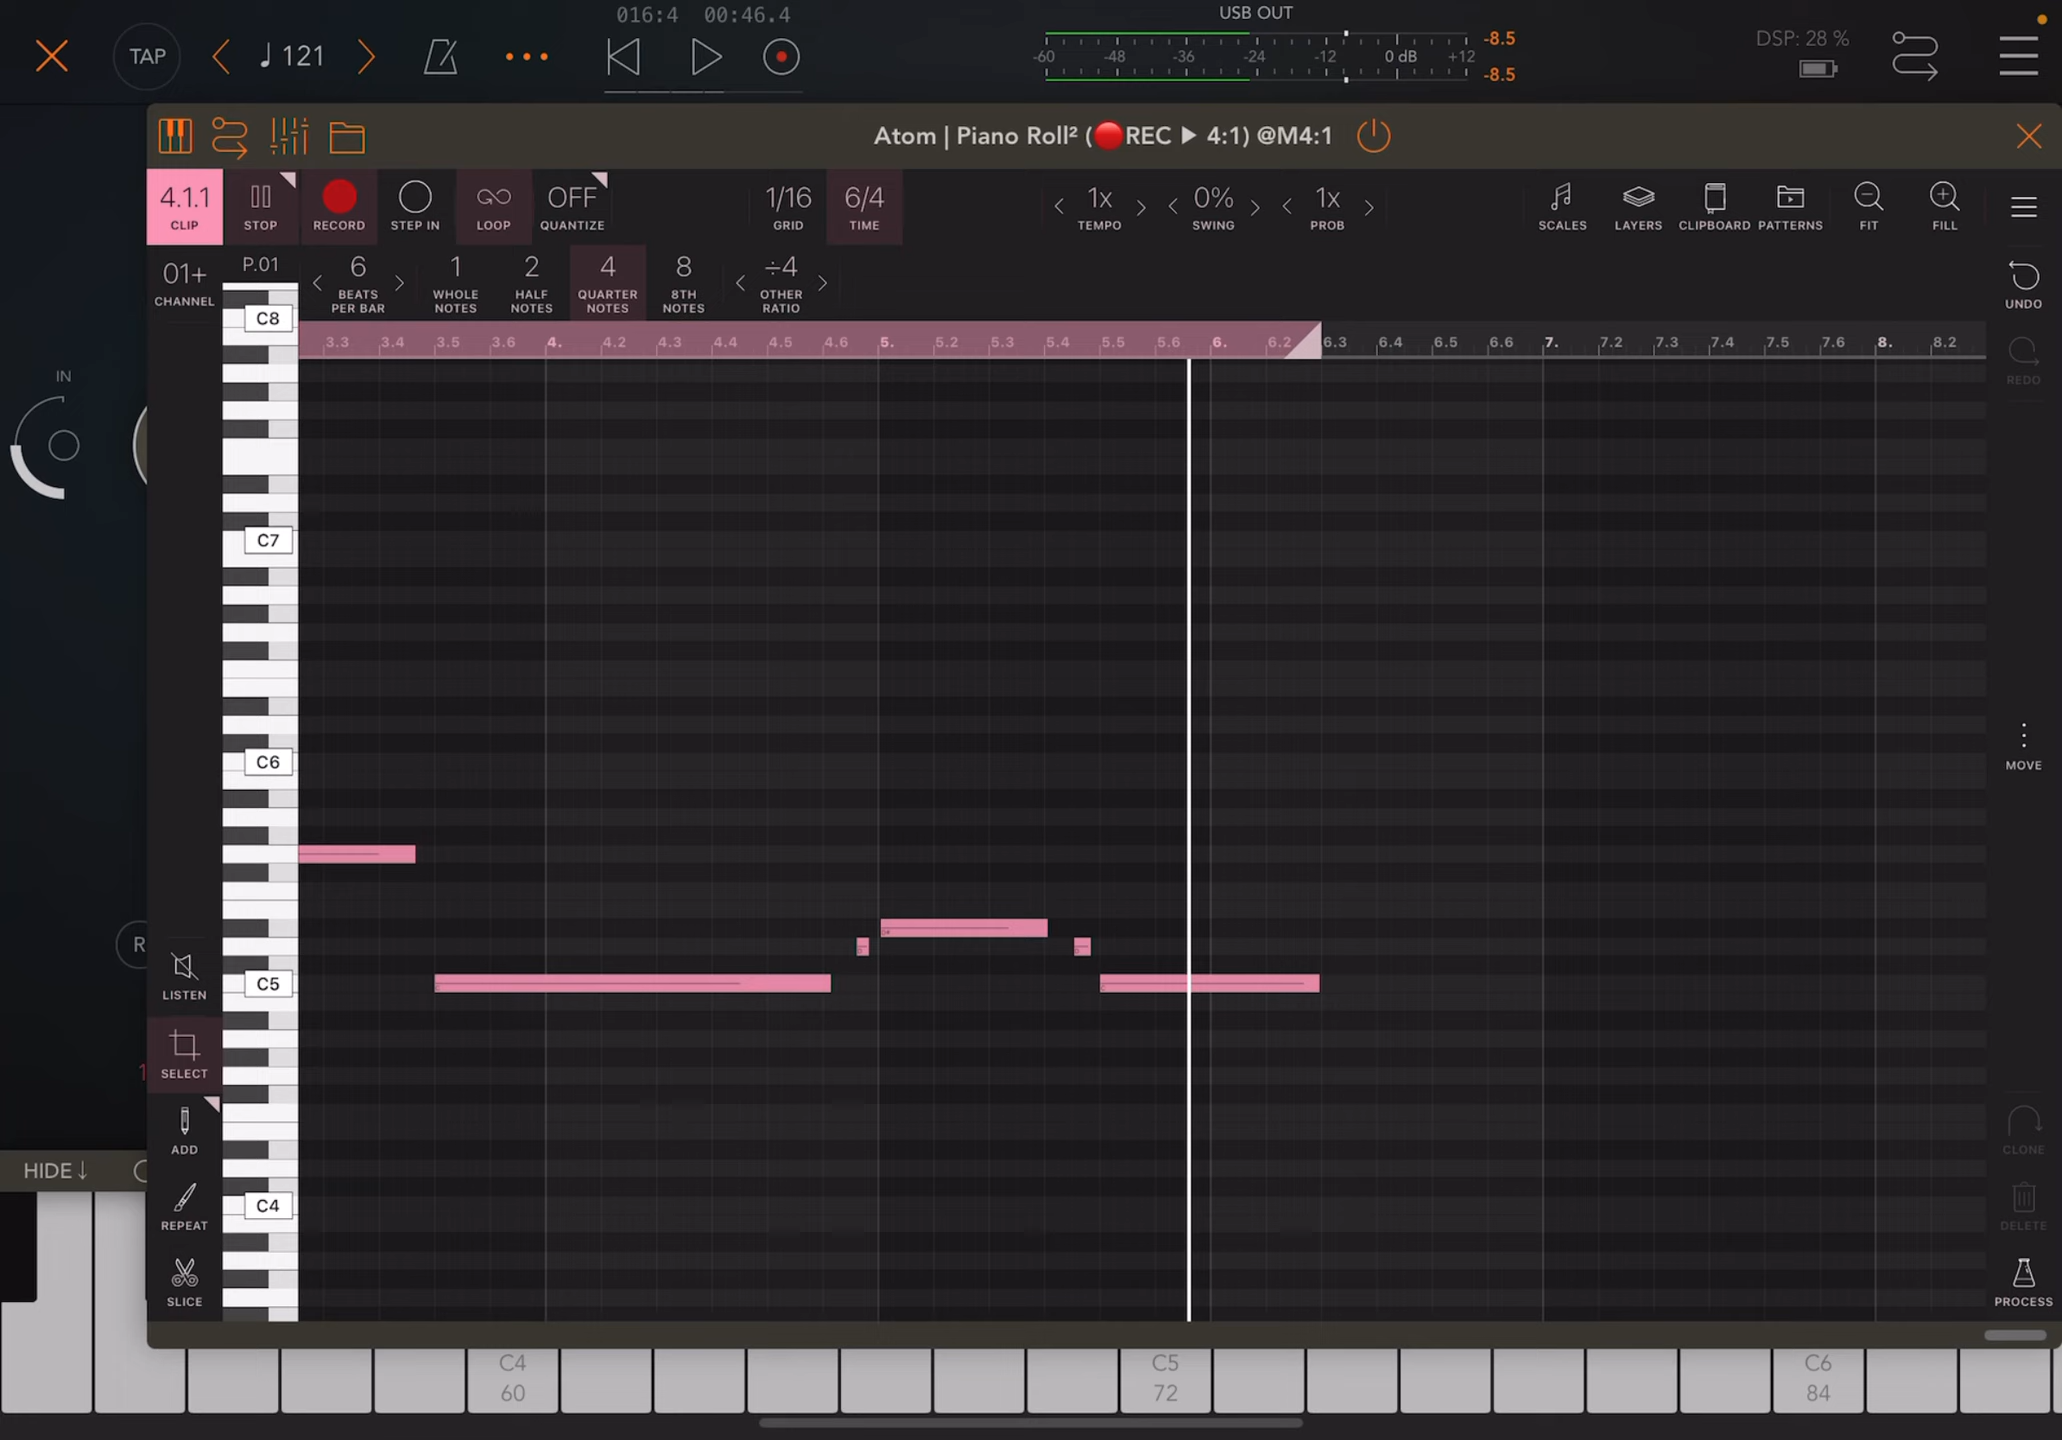 016:4 00:46.4
USB OUT
TAP
♩ 121
-60 -48 -36 -24 -12 0 dB +12
-8.5
-8.5
DSP: 28 %
Atom | Piano Roll² (🔴REC ▶ 4:1) @M4:1
4.1.1
CLIP
STOP
RECORD
STEP IN
LOOP
OFF
QUANTIZE
1/16
GRID
6/4
TIME
1x
TEMPO
0%
SWING
1x
PROB
SCALES
LAYERS
CLIPBOARD
PATTERNS
FIT
FILL
01+
CHANNEL
P.01
6
BEATS
PER BAR
1
WHOLE
NOTES
2
HALF
NOTES
4
QUARTER
NOTES
8
8TH
NOTES
÷4
OTHER
RATIO
UNDO
REDO
3.3 3.4 3.5 3.6 4. 4.2 4.3 4.4 4.5 4.6 5. 5.2 5.3 5.4 5.5 5.6 6. 6.2 6.3 6.4 6.5 6.6 7. 7.2 7.3 7.4 7.5 7.6 8. 8.2
C8
IN
C7
C6
MOVE
R
LISTEN
C5
SELECT
ADD
CLONE
HIDE↓
REPEAT
C4
DELETE
SLICE
PROCESS
C4
60
C5
72
C6
84